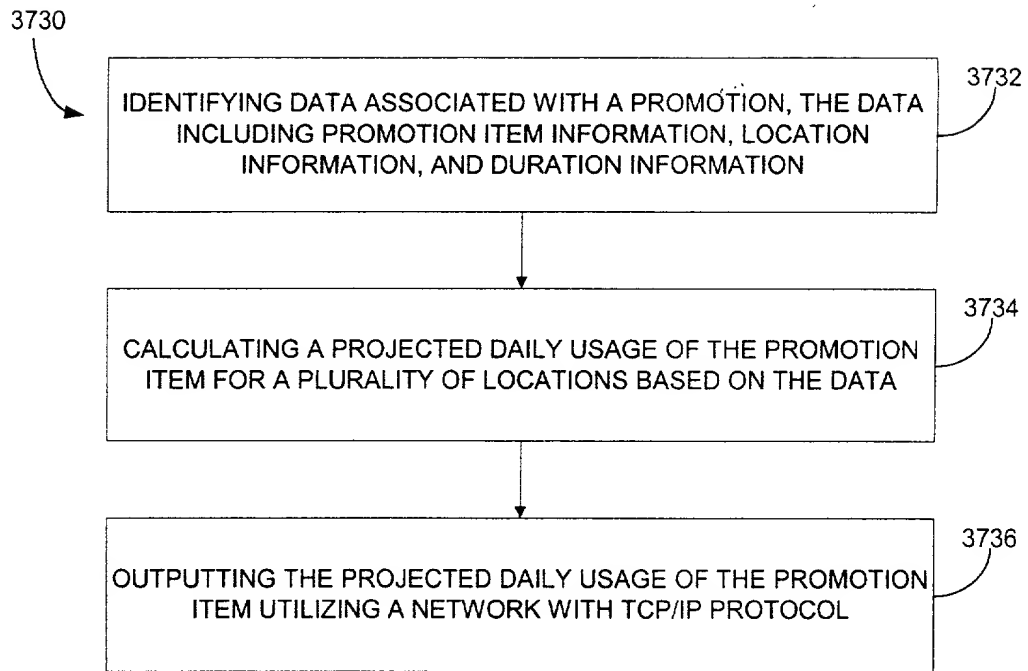 3730
3732
IDENTIFYING DATA ASSOCIATED WITH A PROMOTION, THE DATA
INCLUDING PROMOTION ITEM INFORMATION, LOCATION
INFORMATION, AND DURATION INFORMATION
3734
CALCULATING A PROJECTED DAILY USAGE OF THE PROMOTION
ITEM FOR A PLURALITY OF LOCATIONS BASED ON THE DATA
3736
OUTPUTTING THE PROJECTED DAILY USAGE OF THE PROMOTION
ITEM UTILIZING A NETWORK WITH TCP/IP PROTOCOL